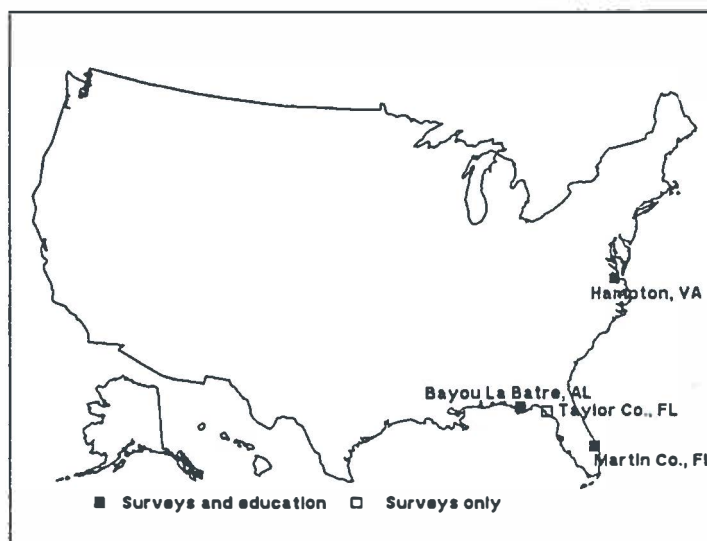 Hampton, VA
Bayou La Batre, AL
Taylor Co., FL
Martin Co., Fl
■ Surveys and education □ Surveys only